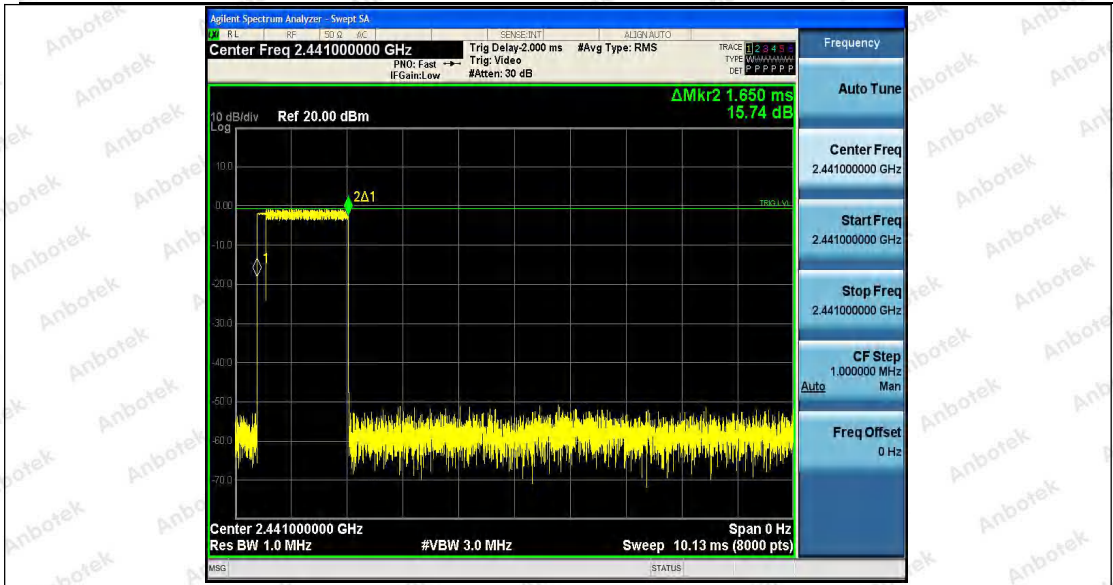 Agilent Spectrum Analyzer - Swept SA
RL RF 50 Ω AC SENSE:INT ALIGN AUTO
Center Freq 2.441000000 GHz
PNO: Fast
IFGain:Low
Trig Delay-2.000 ms
Trig: Video
#Atten: 30 dB
#Avg Type: RMS
TRACE 1 2 3 4 5 6
TYPE W
DET P P P P P P
ΔMkr2 1.650 ms
15.74 dB
10 dB/div Ref 20.00 dBm
Log
10.0
0.00
-10.0
-20.0
-30.0
-40.0
-50.0
-60.0
-70.0
2Δ1
1
TRIG LVL
Center 2.441000000 GHz
Span 0 Hz
Res BW 1.0 MHz
#VBW 3.0 MHz
Sweep 10.13 ms (8000 pts)
MSG
STATUS
Frequency
Auto Tune
Center Freq
2.441000000 GHz
Start Freq
2.441000000 GHz
Stop Freq
2.441000000 GHz
CF Step
1.000000 MHz
Auto Man
Freq Offset
0 Hz
Anbotek